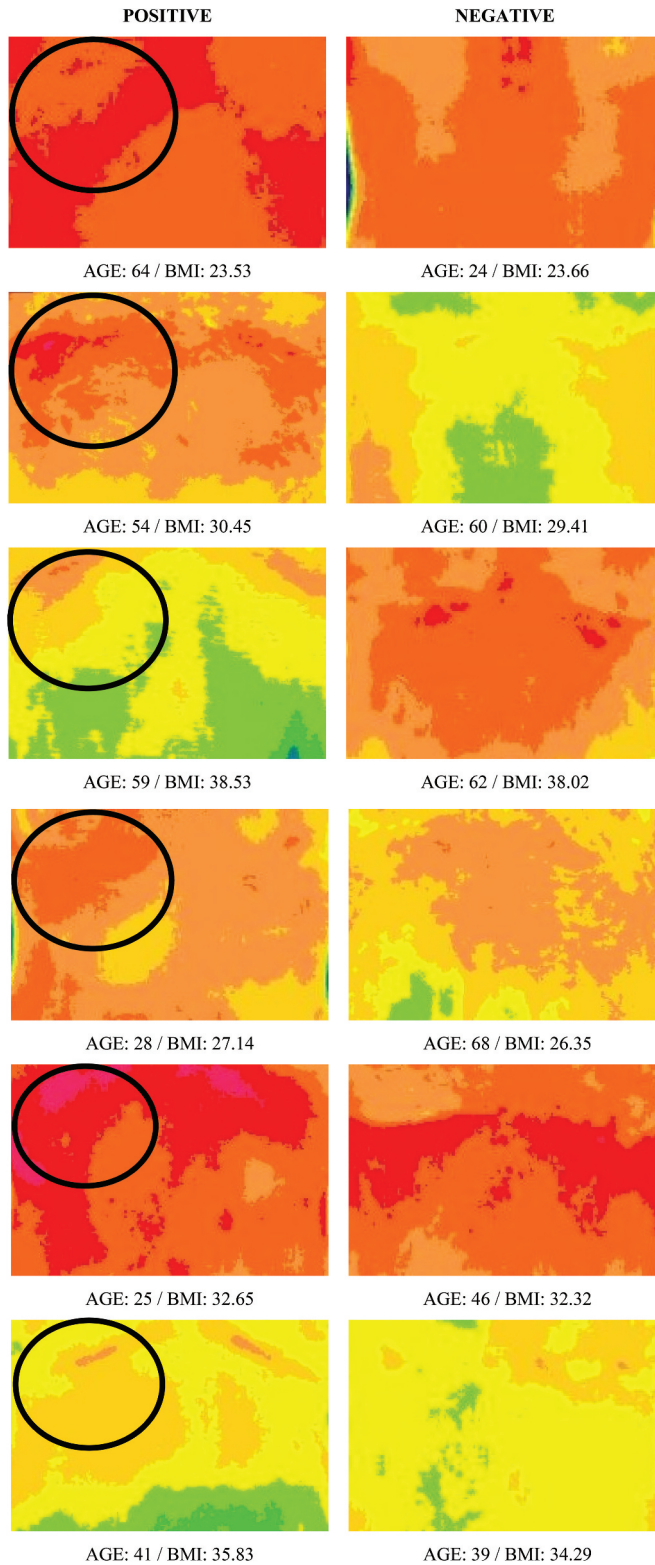 POSITIVE NEGATIVE
AGE: 64 / BMI: 23.53 AGE: 24 / BMI: 23.66
AGE: 54 / BMI: 30.45 AGE: 60 / BMI: 29.41
AGE: 59 / BMI: 38.53 AGE: 62 / BMI: 38.02
AGE: 28 / BMI: 27.14 AGE: 68 / BMI: 26.35
AGE: 25 / BMI: 32.65 AGE: 46 / BMI: 32.32
AGE: 41 / BMI: 35.83 AGE: 39 / BMI: 34.29